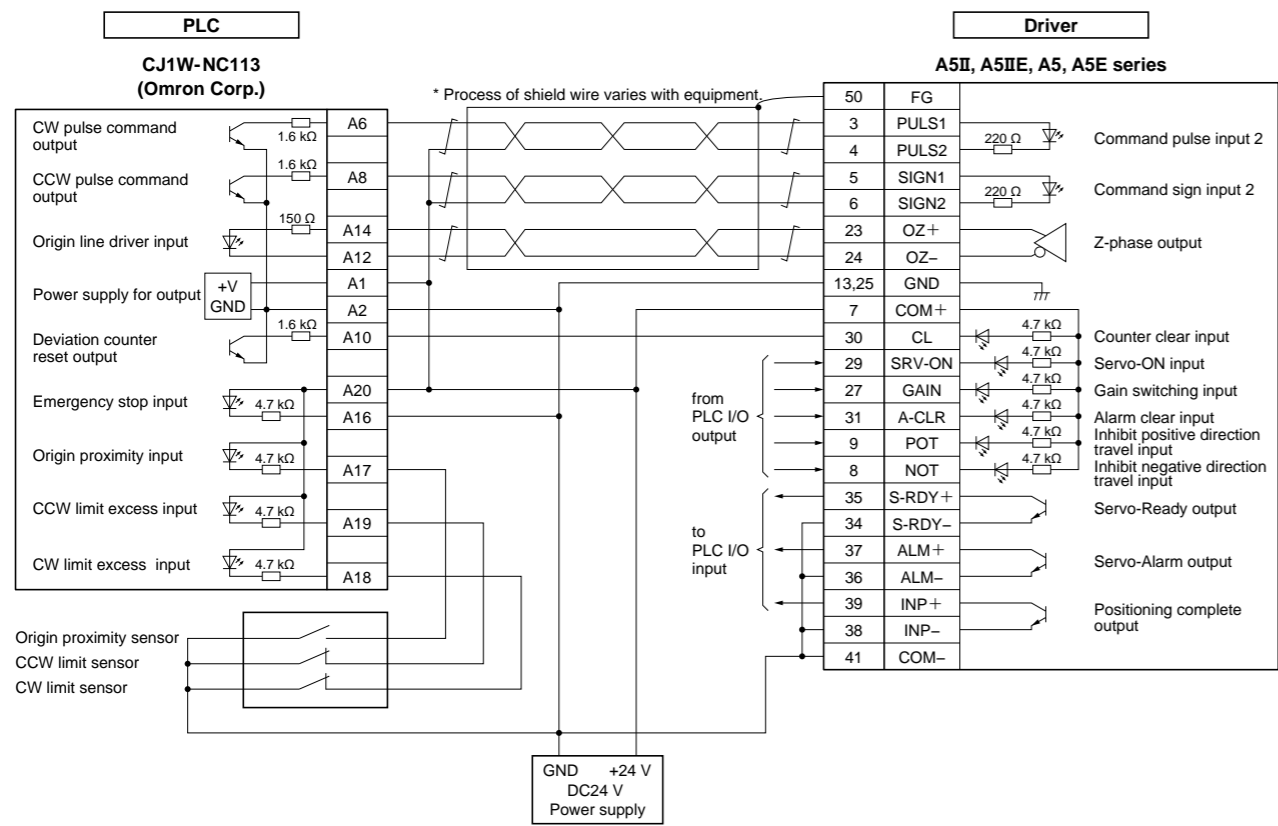 PLC
CJ1W-NC113
(Omron Corp.)
* Process of shield wire varies with equipment.
Driver
A5Ⅱ, A5ⅡE, A5, A5E series
CW pulse command
output
1.6 kΩ
A6
CCW pulse command
output
1.6 kΩ
A8
Origin line driver input
150 Ω
A14
A12
Power supply for output
+V
GND
A1
A2
Deviation counter
reset output
1.6 kΩ
A10
A20
Emergency stop input
4.7 kΩ
A16
Origin proximity input
4.7 kΩ
A17
CCW limit excess input
4.7 kΩ
A19
CW limit excess input
4.7 kΩ
A18
Origin proximity sensor
CCW limit sensor
CW limit sensor
GND +24 V
DC24 V
Power supply
from
PLC I/O
output
to
PLC I/O
input
50 FG
3 PULS1
4 PULS2
220 Ω
Command pulse input 2
5 SIGN1
6 SIGN2
220 Ω
Command sign input 2
23 OZ+
24 OZ−
Z-phase output
13,25 GND
7 COM+
30 CL 4.7 kΩ Counter clear input
29 SRV-ON 4.7 kΩ Servo-ON input
27 GAIN 4.7 kΩ Gain switching input
31 A-CLR 4.7 kΩ Alarm clear input
9 POT 4.7 kΩ Inhibit positive direction
travel input
8 NOT 4.7 kΩ Inhibit negative direction
travel input
35 S-RDY+
34 S-RDY−
Servo-Ready output
37 ALM+
36 ALM−
Servo-Alarm output
39 INP+
38 INP−
Positioning complete
output
41 COM−